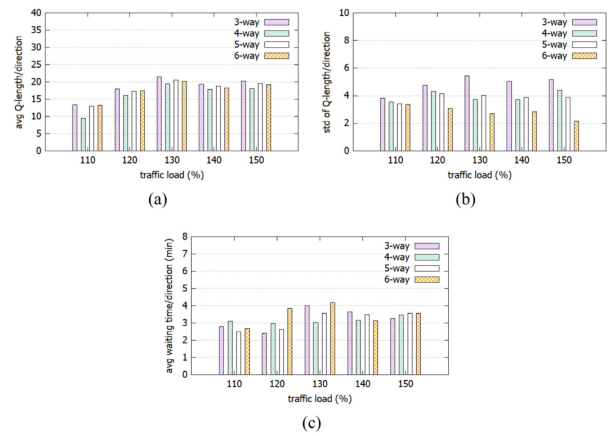 40
35
30
25
20
15
10
5
0
avg Q-length/direction
3-way
4-way
5-way
6-way
110 120 130 140 150
traffic load (%)
(a)
10
8
6
4
2
0
std of Q-length/direction
3-way
4-way
5-way
6-way
110 120 130 140 150
traffic load (%)
(b)
8
7
6
5
4
3
2
1
0
avg waiting time/direction (min)
3-way
4-way
5-way
6-way
110 120 130 140 150
traffic load (%)
(c)